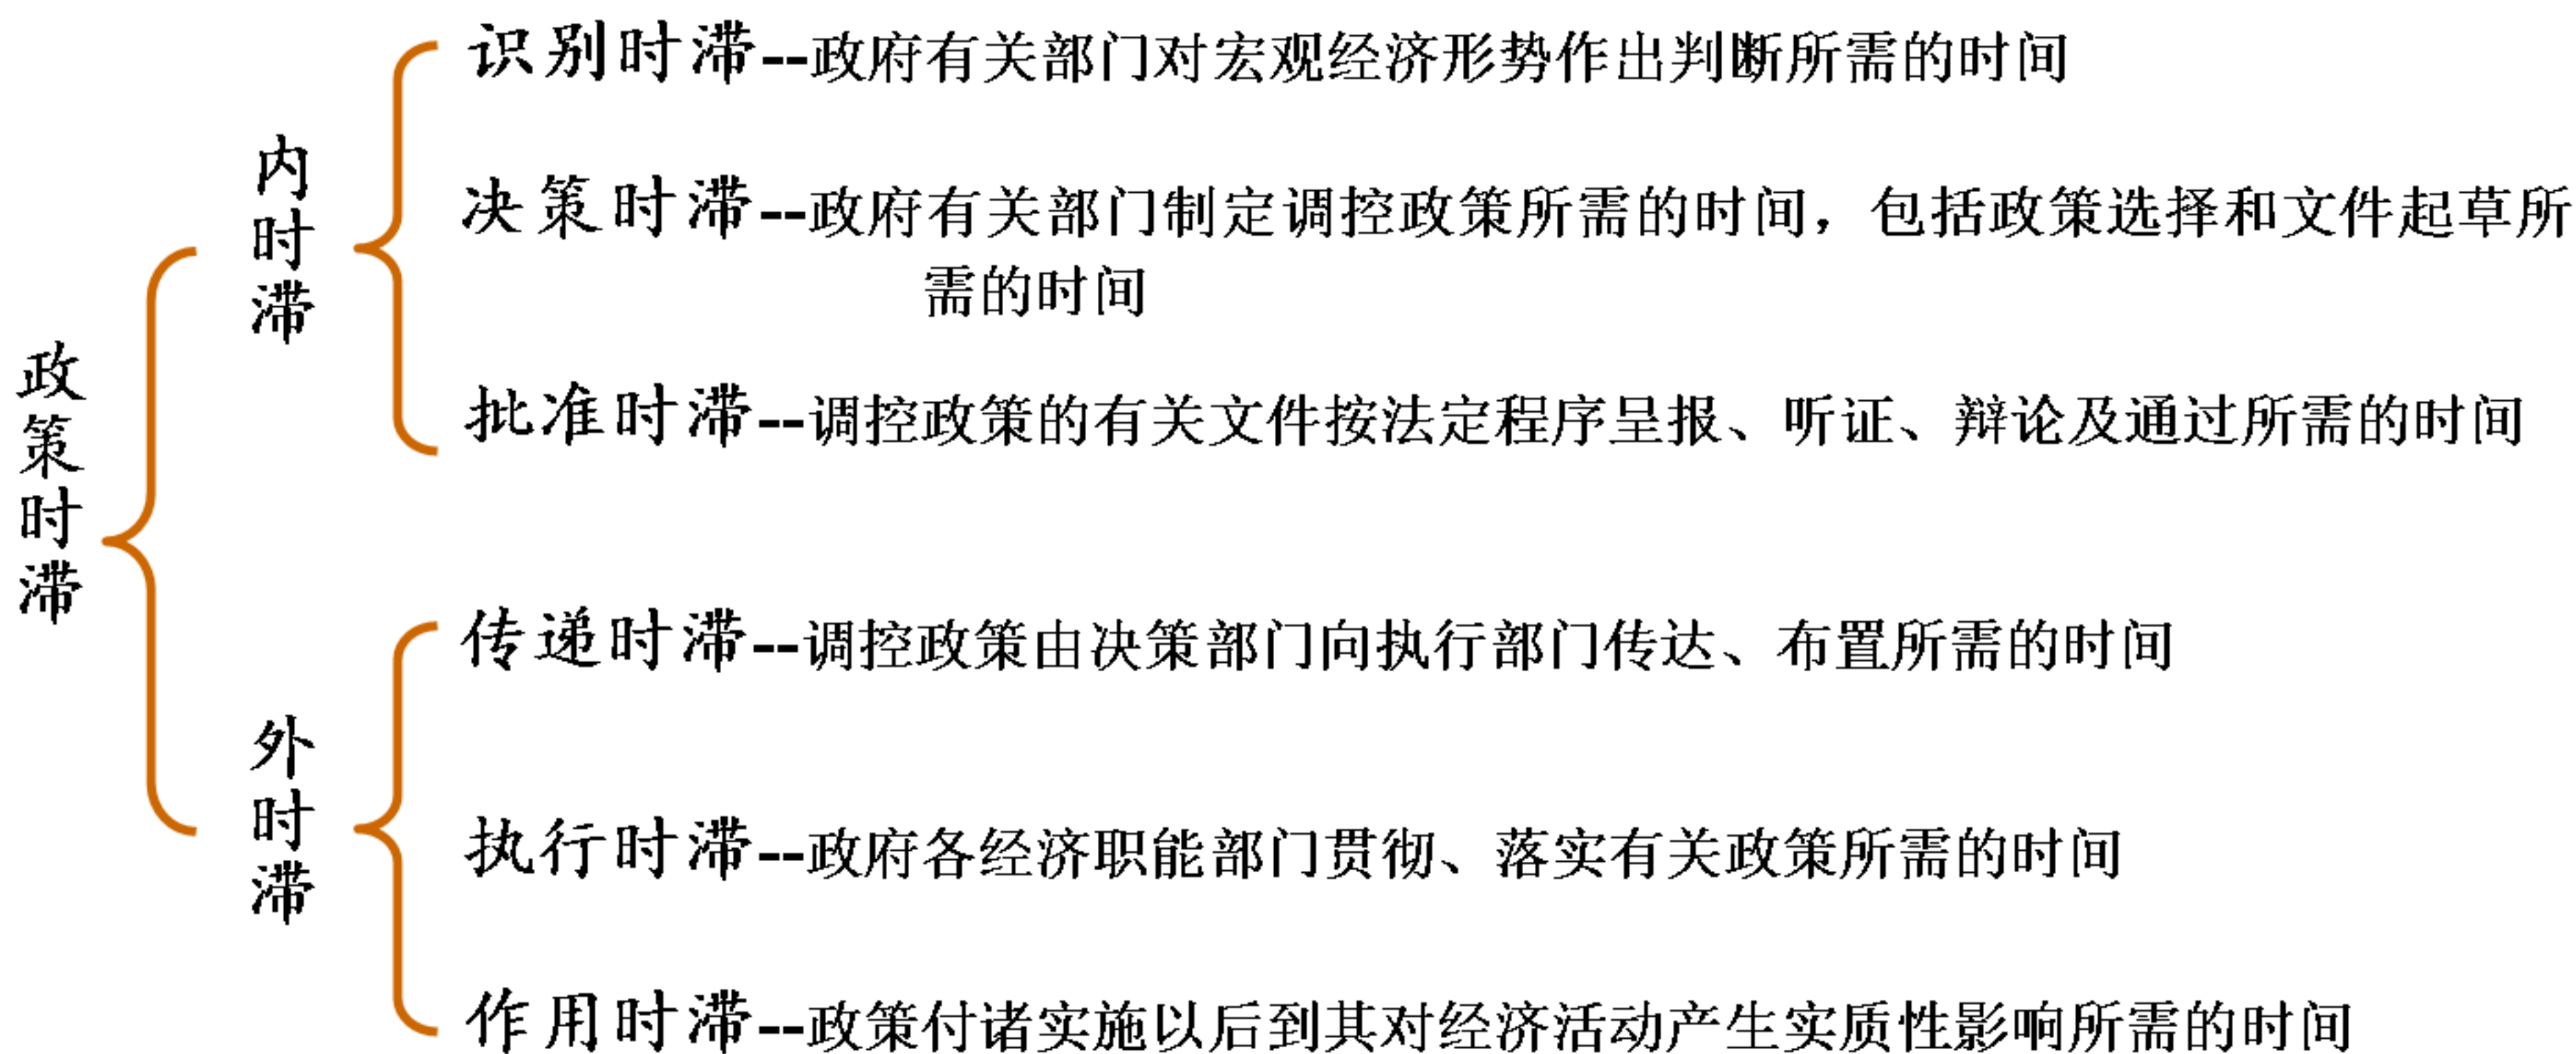 政策时滞
内时滞
识别时滞--政府有关部门对宏观经济形势作出判断所需的时间
决策时滞--政府有关部门制定调控政策所需的时间，包括政策选择和文件起草所
需的时间
批准时滞--调控政策的有关文件按法定程序呈报、听证、辩论及通过所需的时间
外时滞
传递时滞--调控政策由决策部门向执行部门传达、布置所需的时间
执行时滞--政府各经济职能部门贯彻、落实有关政策所需的时间
作用时滞--政策付诸实施以后到其对经济活动产生实质性影响所需的时间